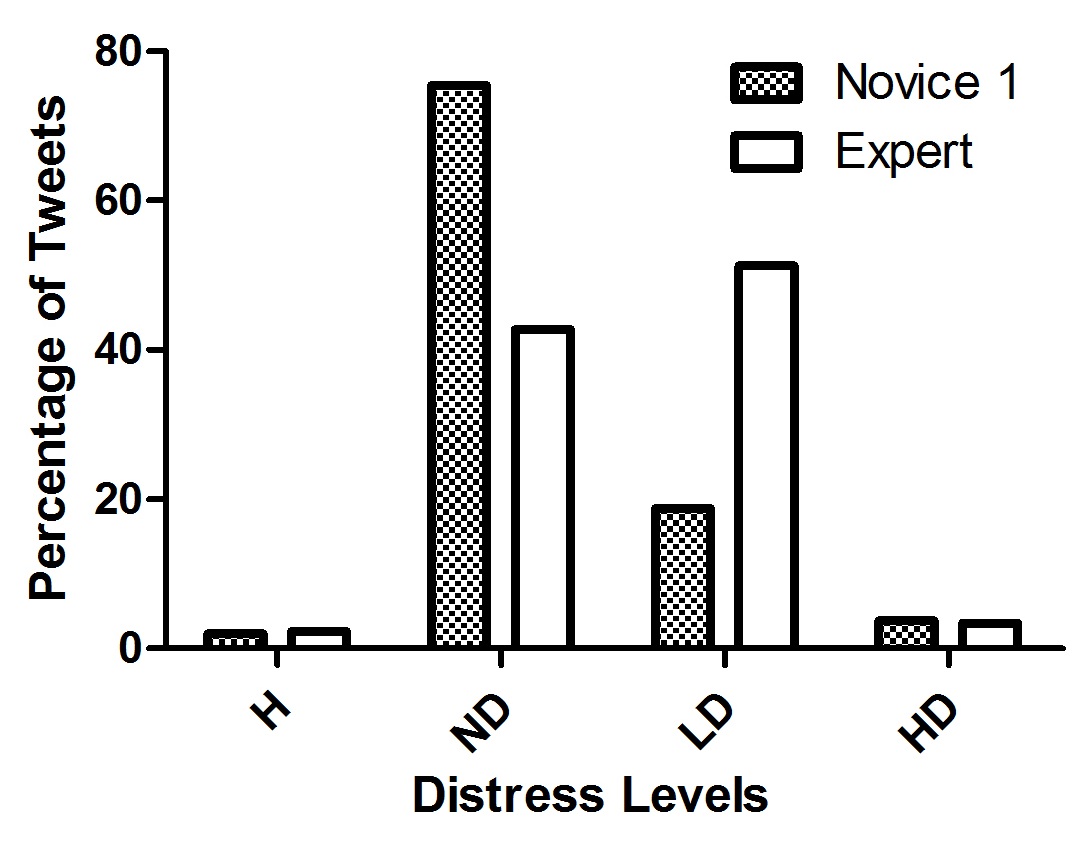 80
60
40
20
0
Percentage of Tweets
Novice 1
Expert
H
ND
LD
HD
Distress Levels